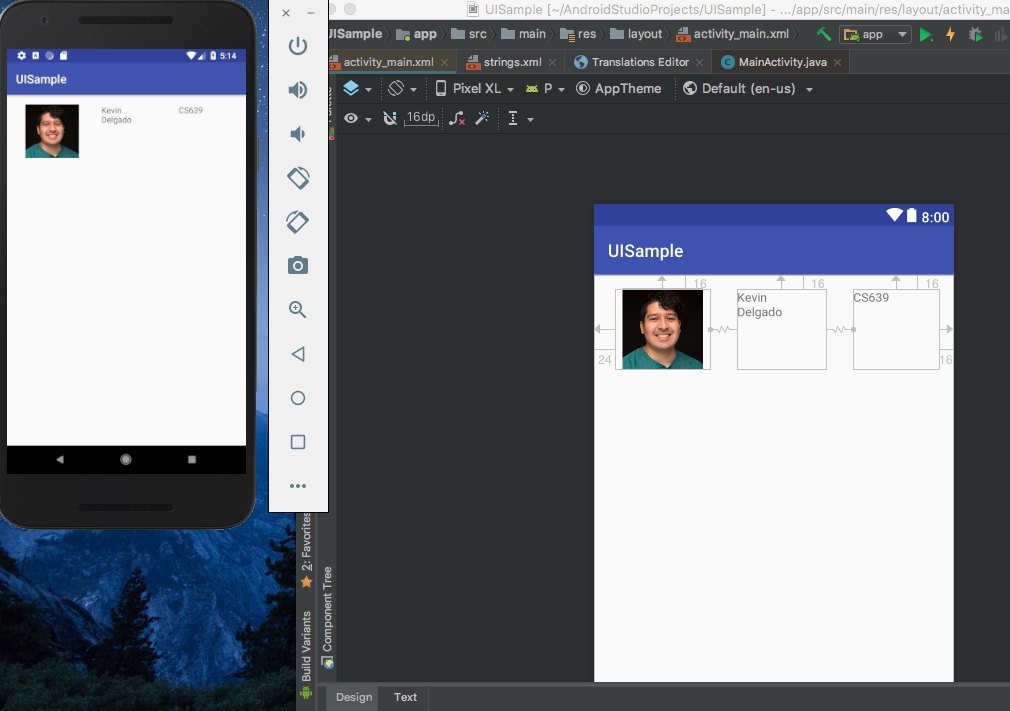 UISample [~/AndroidStudioProjects/UISample] - .../app/src/main/res/layout/activity_ma
UISample
app
src
main
res
layout
activity_main.xml
app
activity_main.xml
strings.xml
Translations Editor
MainActivity.java
Pixel XL
P
AppTheme
Default (en-us)
16dp
5:14
UISample
Kevin
Delgado
CS639
8:00
UISample
16
16
16
Kevin
Delgado
CS639
24
16
2: Favorites
Component Tree
Build Variants
Design
Text